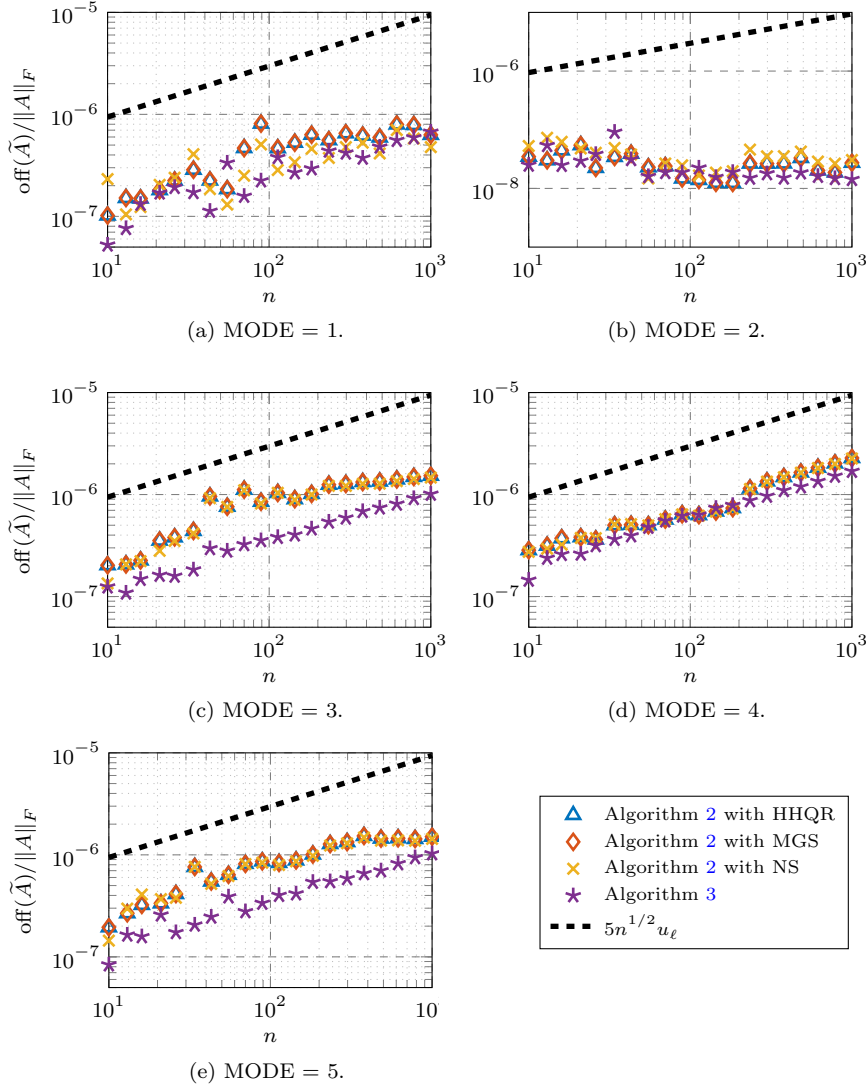 10^{-5}
10^{-6}
10^{-7}
off(\widetilde{A})/∥A∥_F
10^1
10^2
10^3
n
(a) MODE = 1.
10^{-6}
10^{-8}
10^1
10^2
10^3
n
(b) MODE = 2.
10^{-5}
10^{-6}
10^{-7}
off(\widetilde{A})/∥A∥_F
10^1
10^2
10^3
n
(c) MODE = 3.
10^{-5}
10^{-6}
10^{-7}
10^1
10^2
10^3
n
(d) MODE = 4.
10^{-5}
10^{-6}
10^{-7}
off(\widetilde{A})/∥A∥_F
10^1
10^2
10
n
(e) MODE = 5.
Algorithm 2 with HHQR
Algorithm 2 with MGS
Algorithm 2 with NS
Algorithm 3
5n^{1/2}u_ℓ